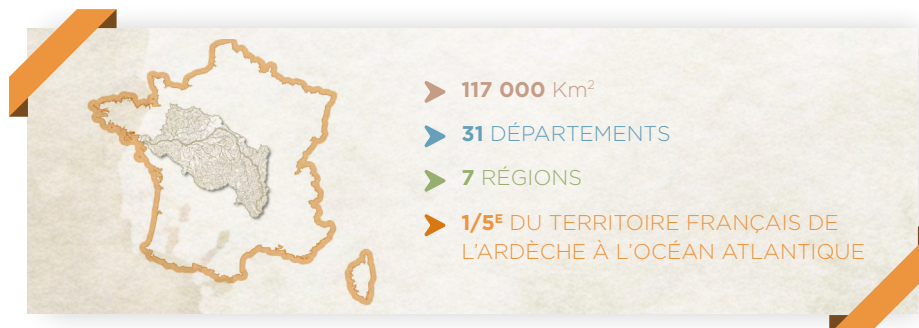 117 000 Km²
31 DÉPARTEMENTS
7 RÉGIONS
1/5ᴱ DU TERRITOIRE FRANÇAIS DE
L'ARDÈCHE À L'OCÉAN ATLANTIQUE